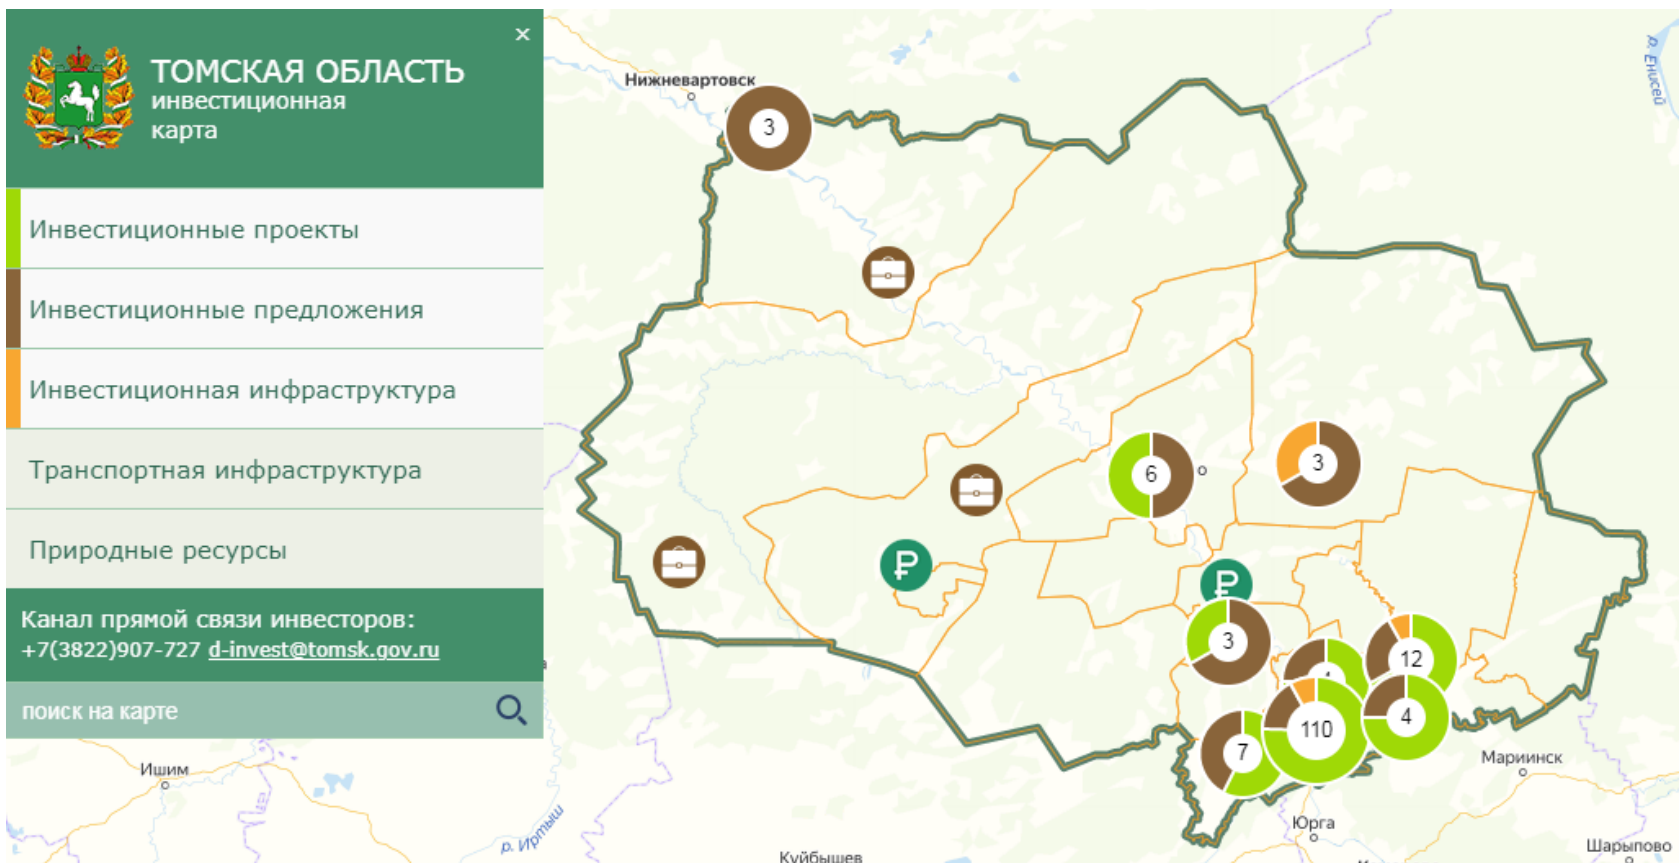 ×
ТОМСКАЯ ОБЛАСТЬ
инвестиционная
карта
Инвестиционные проекты
Инвестиционные предложения
Инвестиционная инфраструктура
Транспортная инфраструктура
Природные ресурсы
Канал прямой связи инвесторов:
+7(3822)907-727 d-invest@tomsk.gov.ru
поиск на карте
Нижневартовск
р. Енисей
3
6
3
₽
₽
3
12
4
110
7
Мариинск
Ишим
р. Иртыш
Юрга
Куйбышев
Шарыпово